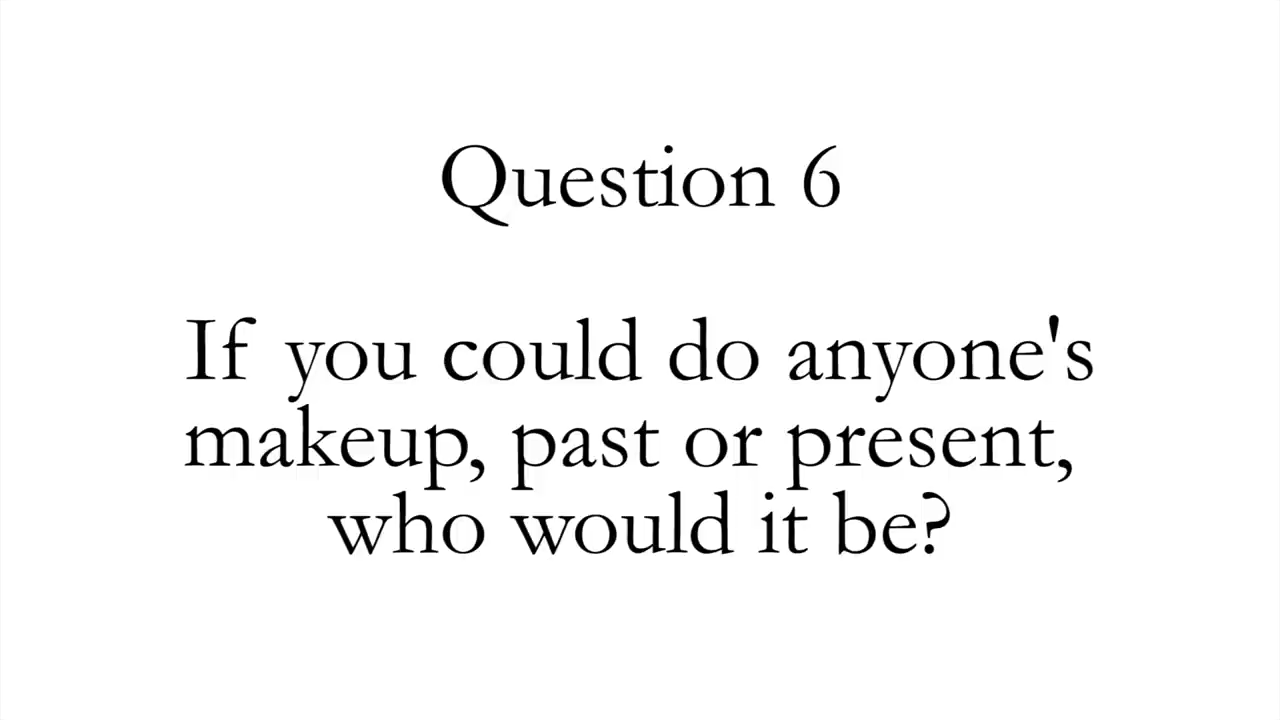 Question 6
If you could do anyone's
makeup, past or present,
who would it be?